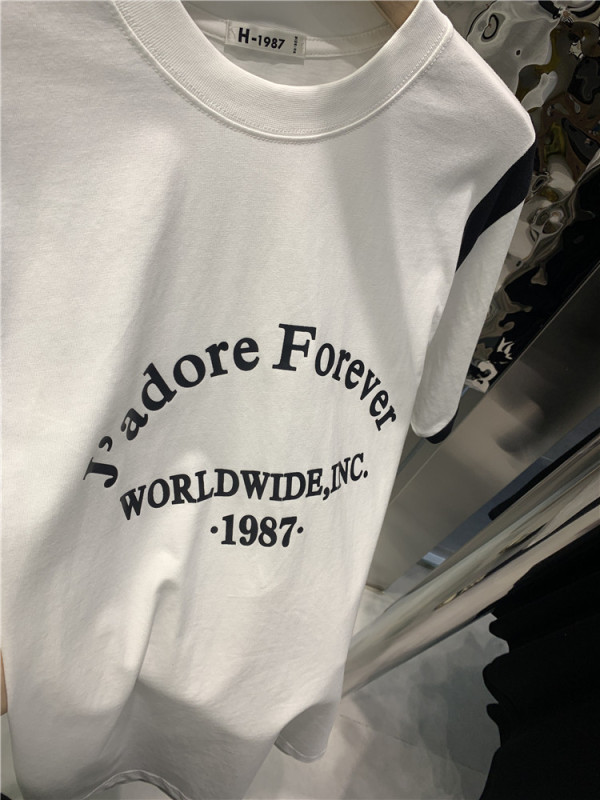 H-1987
J'adore Forever
WORLDWIDE, INC.
·1987·